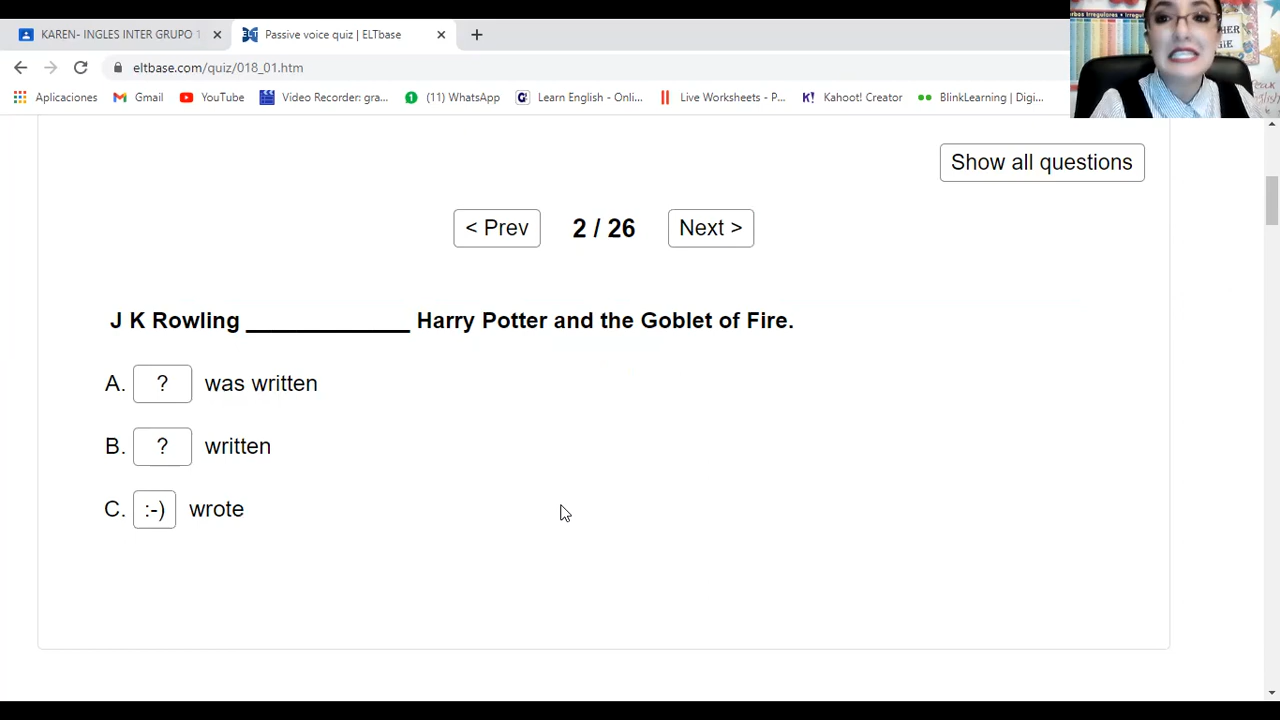 KAREN- INGLES INTER GRUPO 1
Passive voice quiz | ELTbase
eltbase.com/quiz/018_01.htm
Aplicaciones Gmail YouTube Video Recorder: gra... (11) WhatsApp Learn English - Onli... Live Worksheets - P... Kahoot! Creator BlinkLearning | Digi...
Show all questions
< Prev 2 / 26 Next >
J K Rowling _____________ Harry Potter and the Goblet of Fire.
A. ? was written
B. ? written
C. :-) wrote